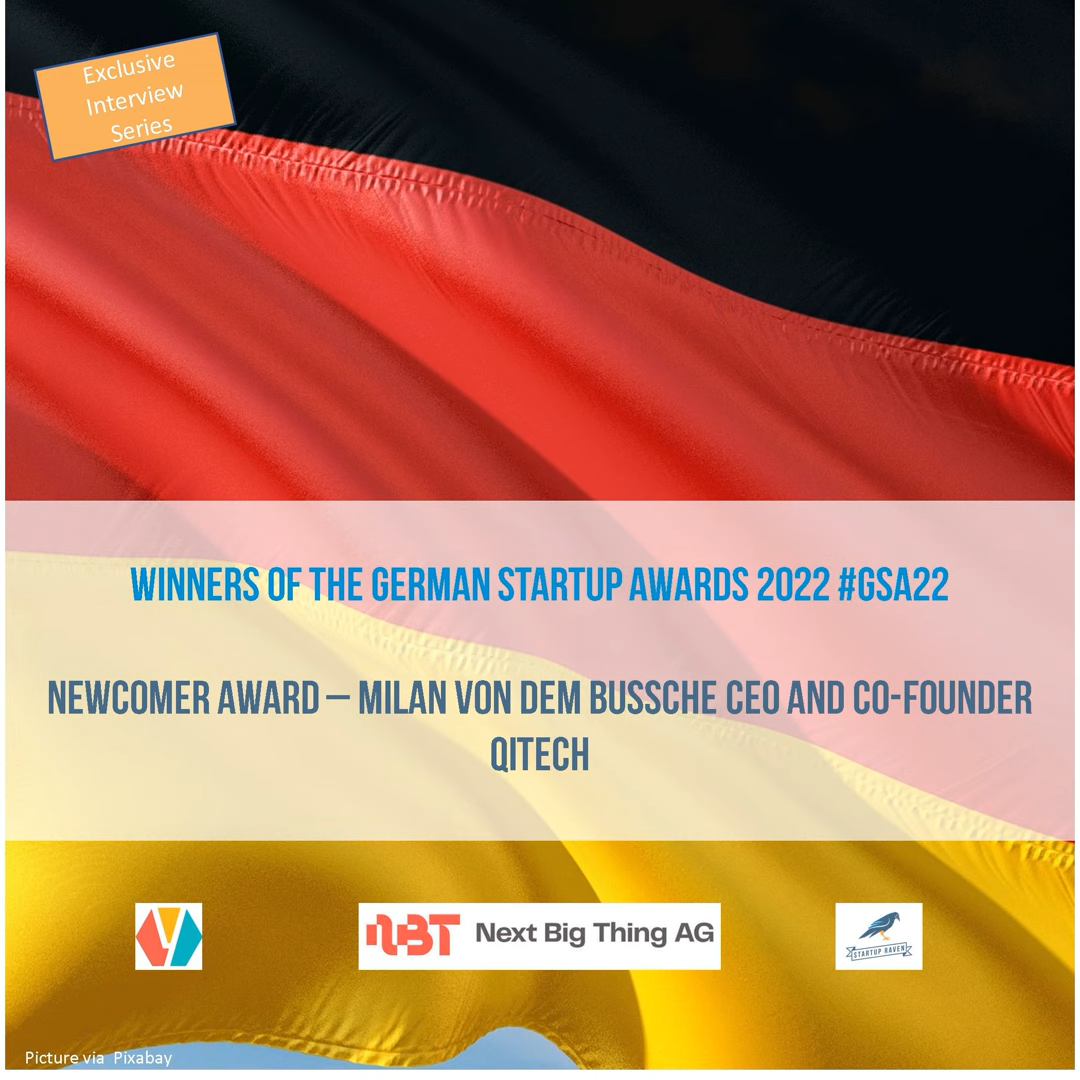 Exclusive
Interview
Series
WINNERS OF THE GERMAN STARTUP AWARDS 2022 #GSA22
NEWCOMER AWARD – MILAN VON DEM BUSSCHE CEO AND CO-FOUNDER
QITECH
NBT Next Big Thing AG
STARTUP RAVEN
Picture via Pixabay